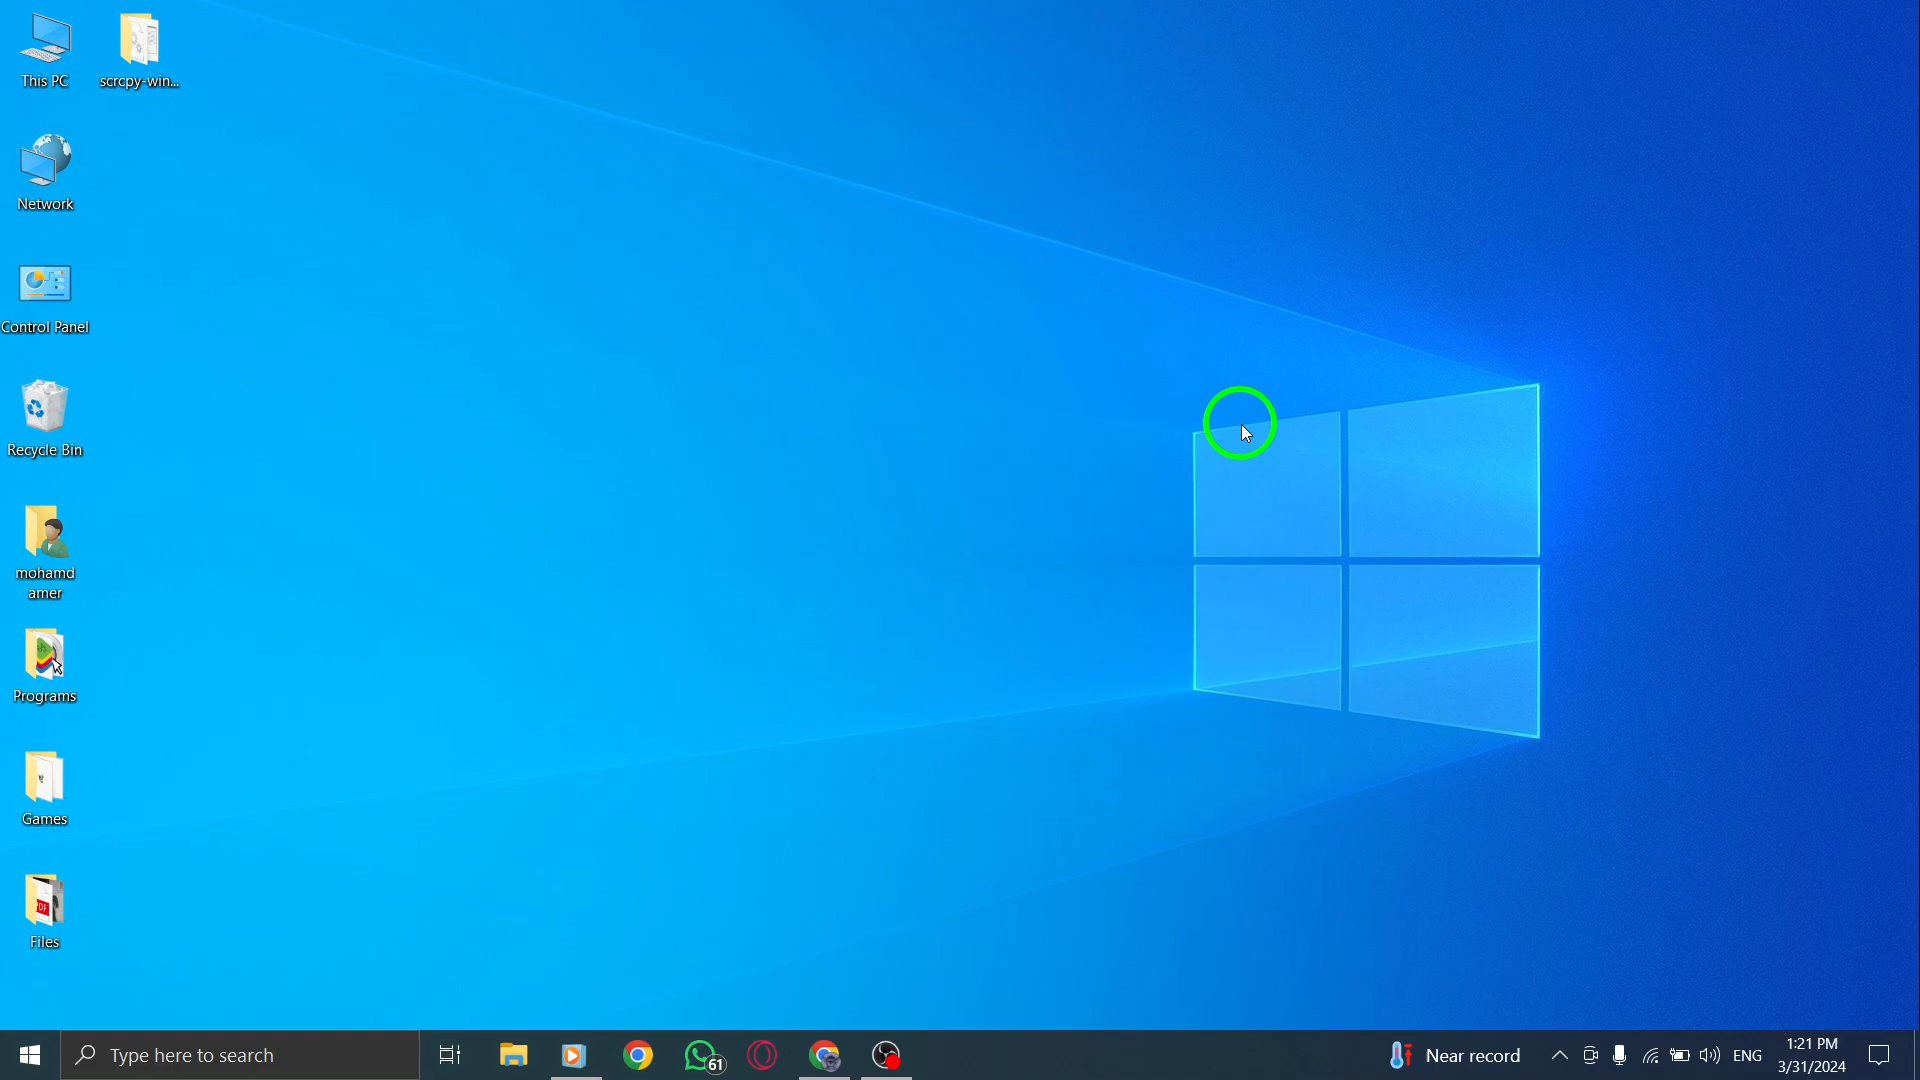 This PC
scrcpy-win...
Network
Control Panel
Recycle Bin
mohamd
amer
Programs
Games
PDF
Files
Type here to search
61
Near record
ENG
1:21 PM
3/31/2024